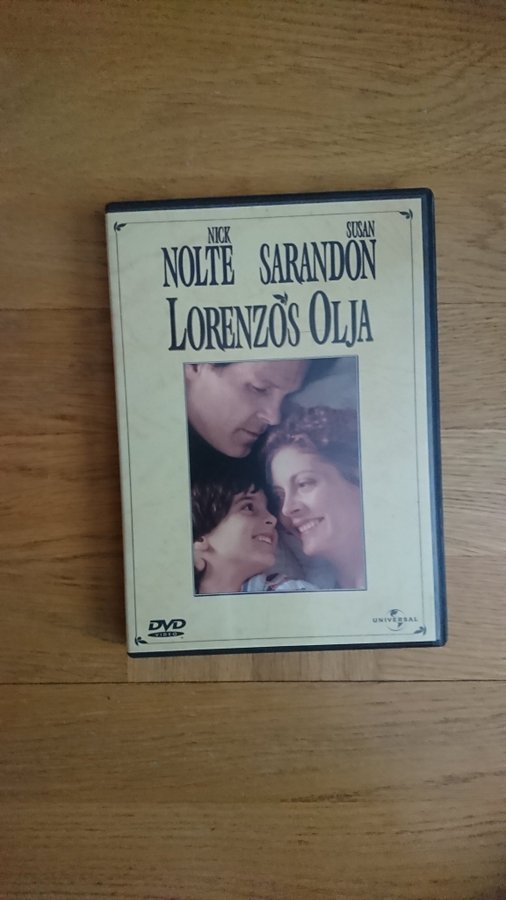 NICK SUSAN
NOLTE SARANDON
LORENZO'S OLJA
DVD
VIDEO
UNIVERSAL